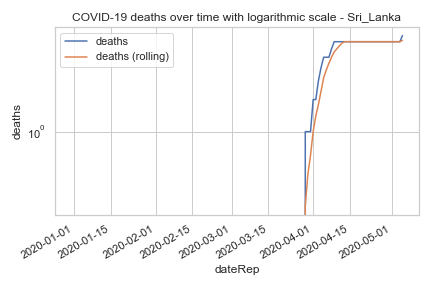 COVID-19 deaths over time with logarithmic scale - Sri_Lanka
deaths
deaths (rolling)
deaths
10⁰
2020-01-01
2020-01-15
2020-02-01
2020-02-15
2020-03-01
2020-03-15
2020-04-01
2020-04-15
2020-05-01
dateRep